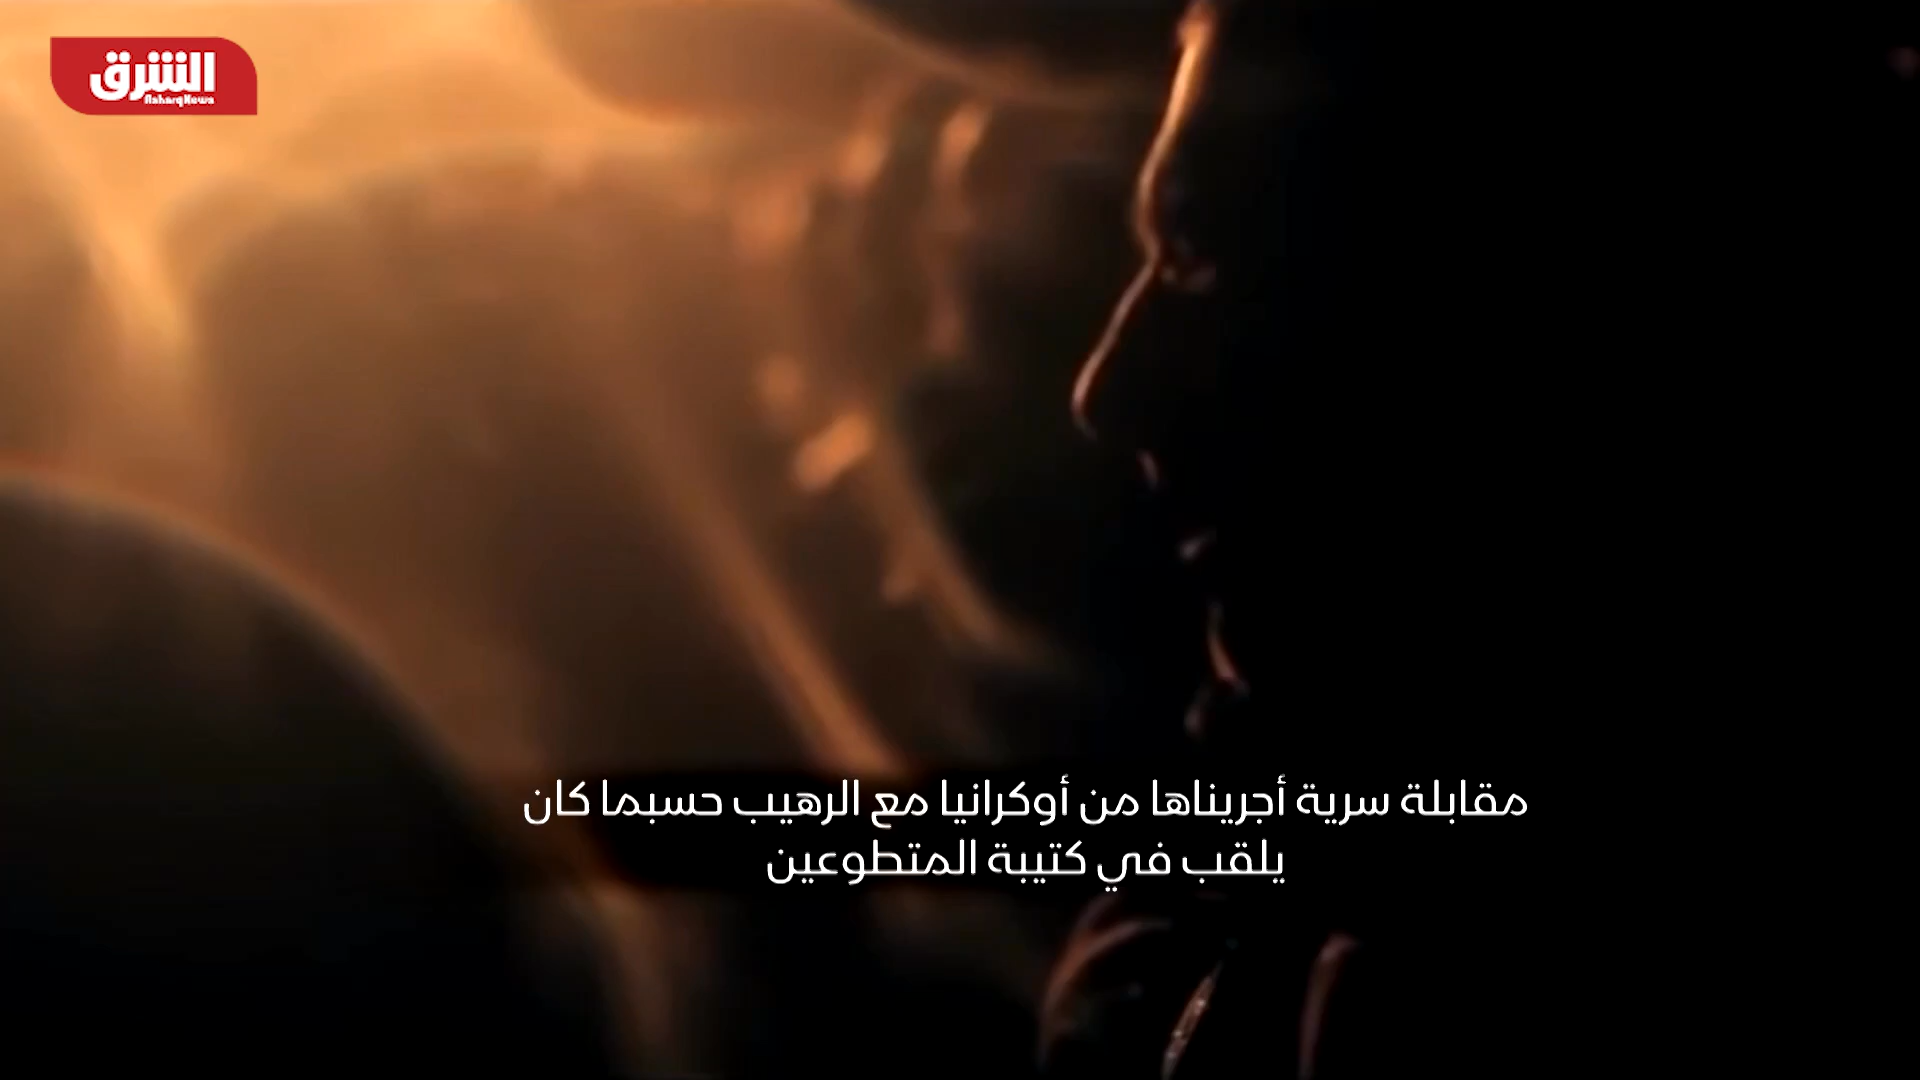 الشرق
Asharq News
مقابلة سرية أجريناها من أوكرانيا مع الرهيب حسبما كان
يلقب في كتيبة المتطوعين